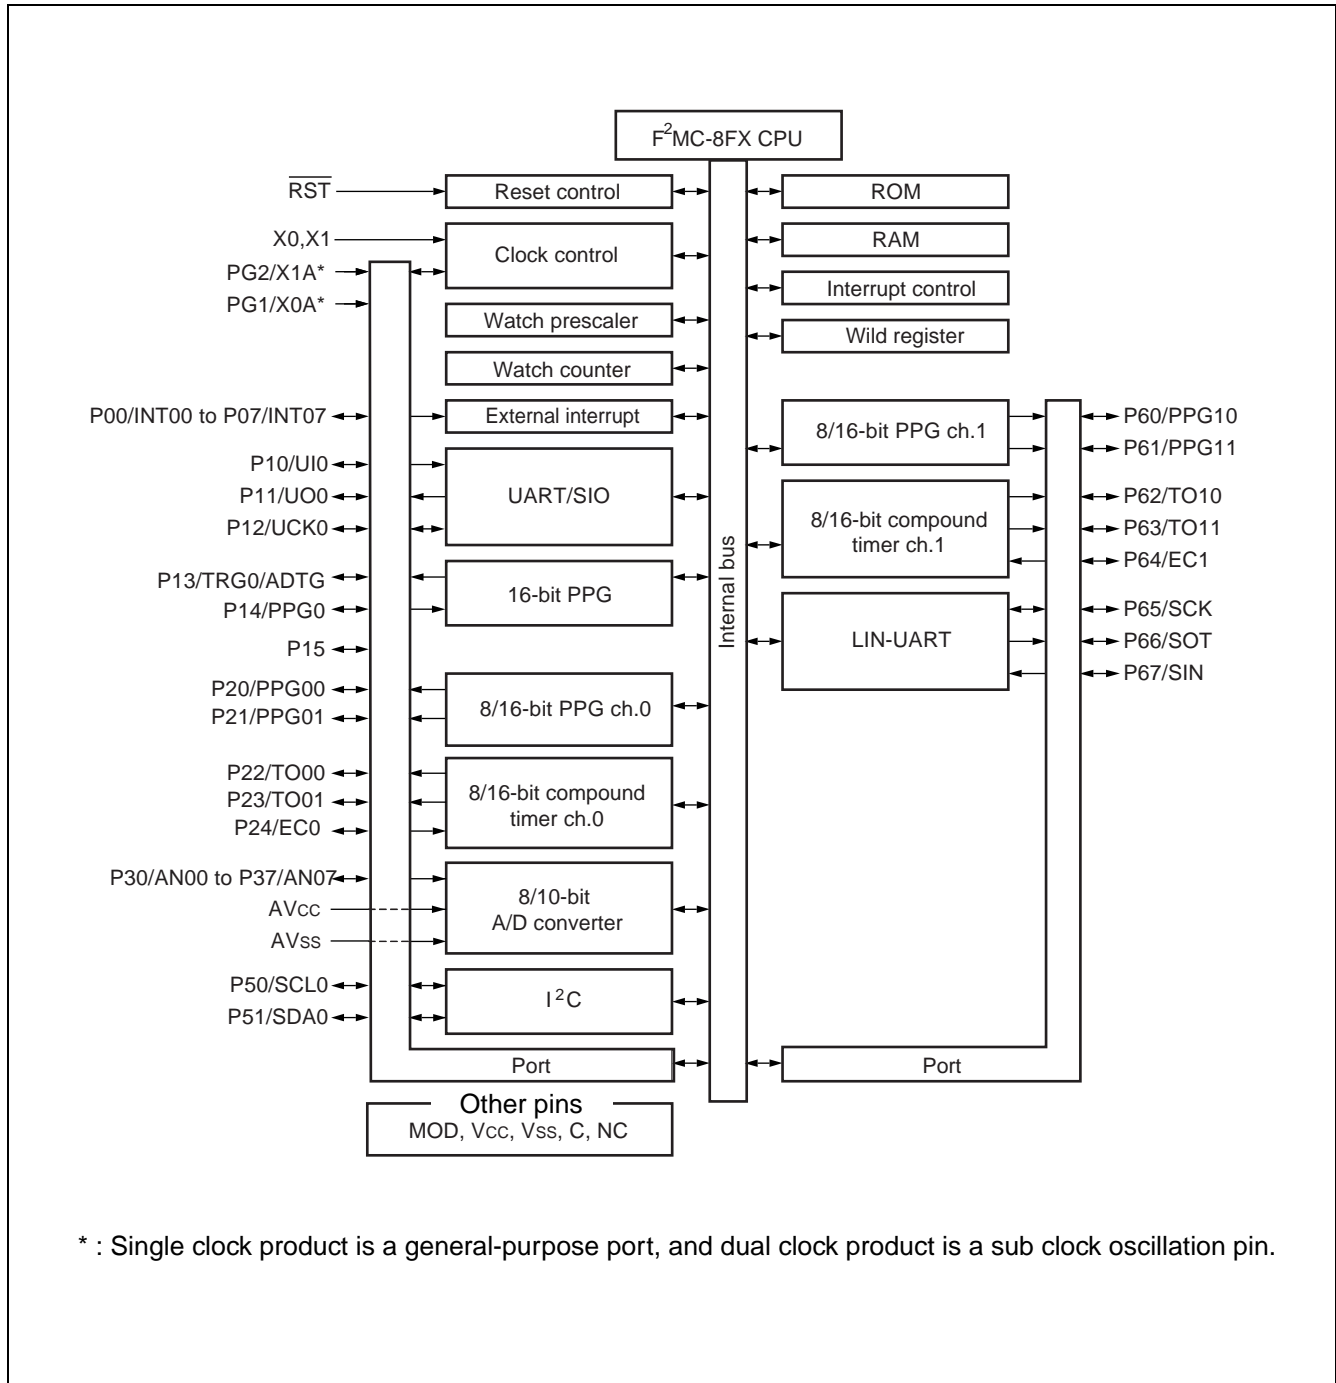 F²MC-8FX CPU
RST
Reset control
ROM
X0,X1
Clock control
RAM
PG2/X1A*
PG1/X0A*
Interrupt control
Watch prescaler
Wild register
Watch counter
P00/INT00 to P07/INT07
External interrupt
8/16-bit PPG ch.1
P60/PPG10
P61/PPG11
P10/UI0
P11/UO0
P12/UCK0
UART/SIO
8/16-bit compound
timer ch.1
P62/TO10
P63/TO11
P64/EC1
Internal bus
P13/TRG0/ADTG
P14/PPG0
16-bit PPG
P15
LIN-UART
P65/SCK
P66/SOT
P67/SIN
P20/PPG00
P21/PPG01
8/16-bit PPG ch.0
P22/TO00
P23/TO01
P24/EC0
8/16-bit compound
timer ch.0
P30/AN00 to P37/AN07
AVCC
AVSS
8/10-bit
A/D converter
P50/SCL0
P51/SDA0
I²C
Port
Port
Other pins
MOD, VCC, VSS, C, NC
* : Single clock product is a general-purpose port, and dual clock product is a sub clock oscillation pin.